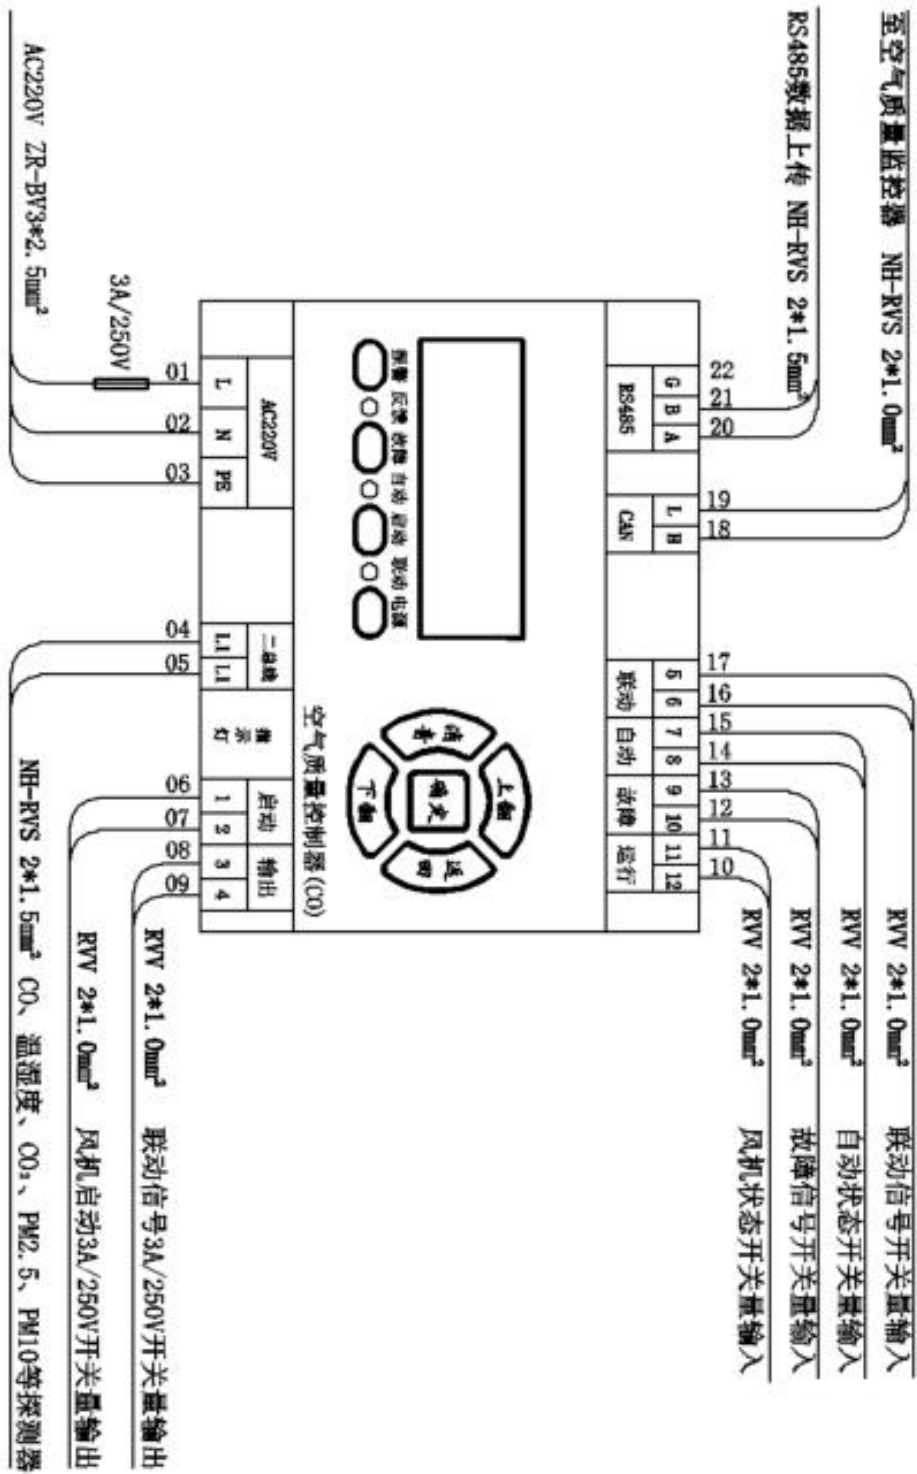 至空气质量监控器 NH-RVS 2*1.0mm²
RS485数据上传 NH-RVS 2*1.5mm²
RVV 2*1.0mm² 联动信号开关量输入
RVV 2*1.0mm² 自动状态开关量输入
RVV 2*1.0mm² 故障信号开关量输入
RVV 2*1.0mm² 风机状态开关量输入
22 21 20 19 18 17 16 15 14 13 12 11 10
G B A L H 5 6 7 8 9 10 11 12
RS485 CAN 联动 自动 故障 运行
报警 反馈 故障 自动 启动 联动 电源
上翻
消音
确定
返回
下翻
空气质量控制器(CO)
AC220V 二总线 指示灯 启动 输出
L N PE L1 L1 1 2 3 4
01 02 03 04 05 06 07 08 09
3A/250V
AC220V ZR-BV3*2.5mm²
RVV 2*1.0mm² 联动信号3A/250V开关量输出
RVV 2*1.0mm² 风机启动3A/250V开关量输出
NH-RVS 2*1.5mm² CO、温湿度、CO₂、PM2.5、PM10等探测器